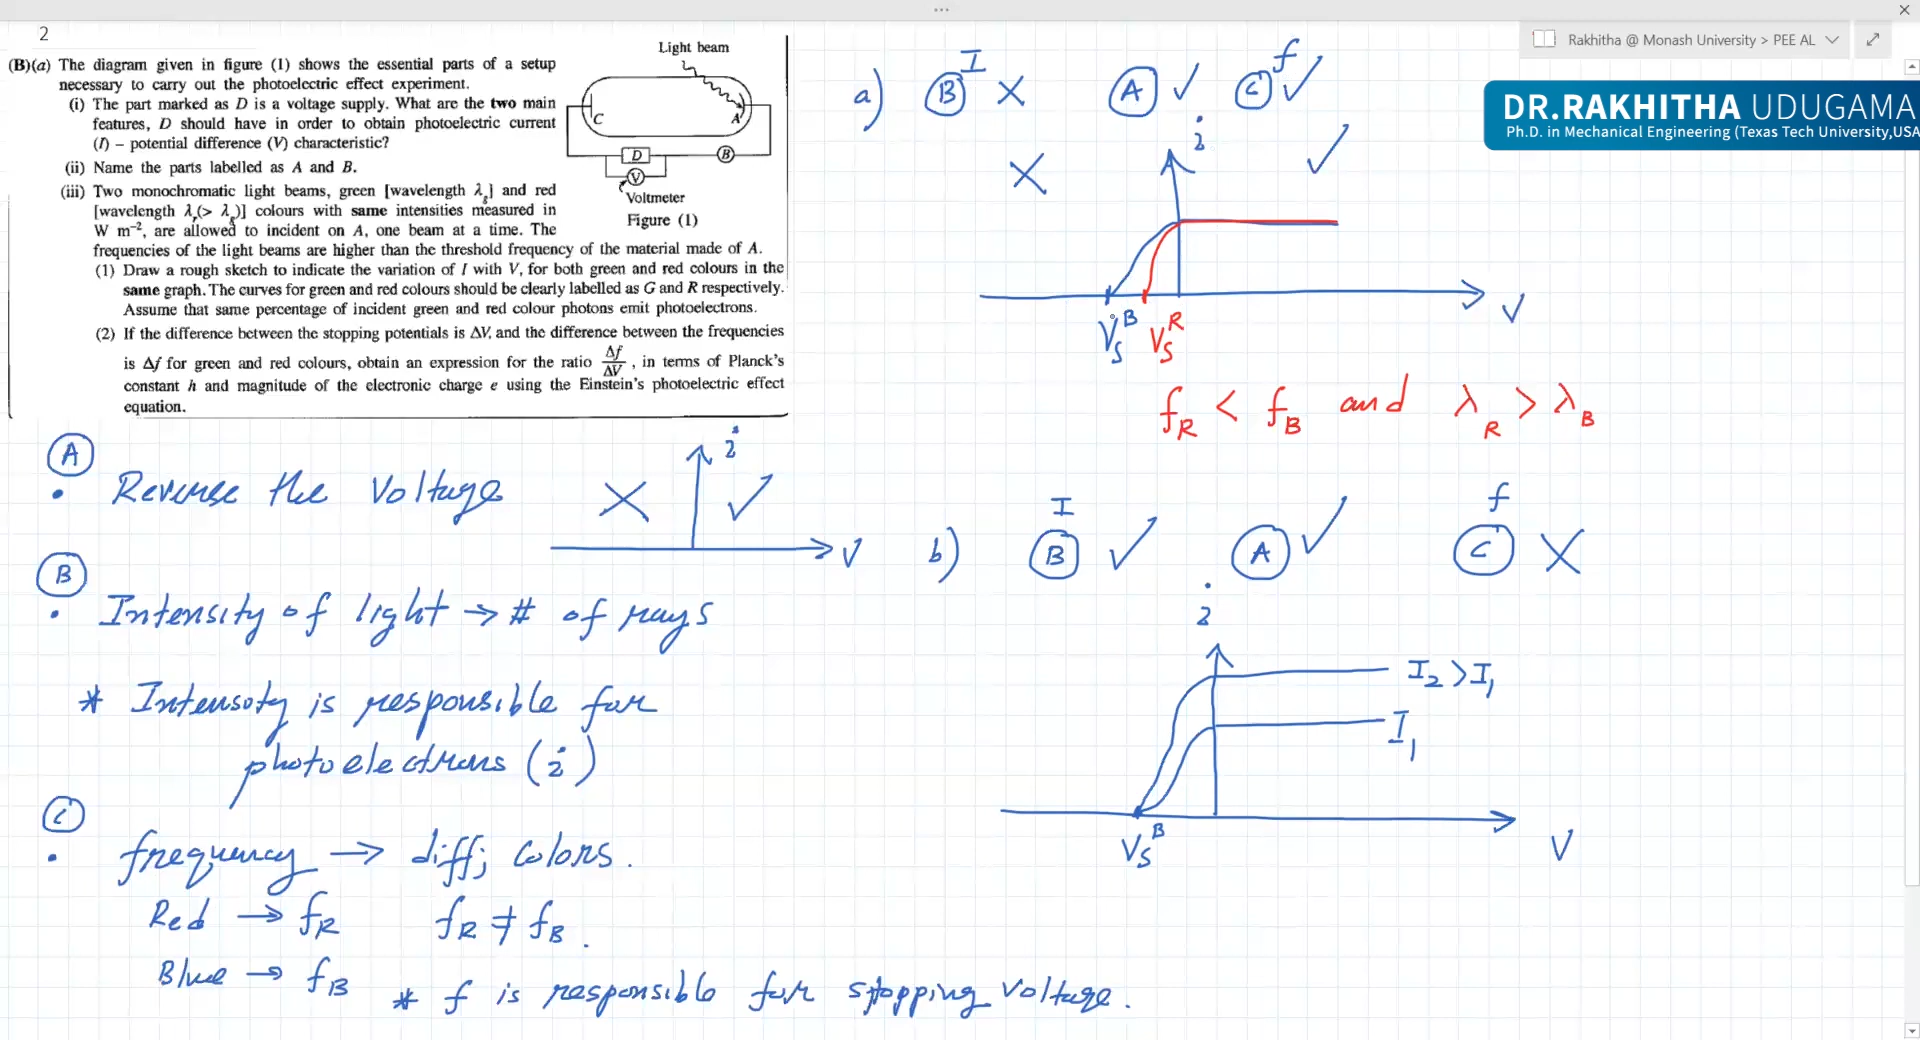 2
Rakhitha @ Monash University > PEE AL
DR.RAKHITHA UDUGAMA
Ph.D. in Mechanical Engineering (Texas Tech University,USA
(B)(a) The diagram given in figure (1) shows the essential parts of a setup
necessary to carry out the photoelectric effect experiment.
(i) The part marked as D is a voltage supply. What are the two main
features, D should have in order to obtain photoelectric current
(I) – potential difference (V) characteristic?
(ii) Name the parts labelled as A and B.
(iii) Two monochromatic light beams, green [wavelength λg] and red
[wavelength λr(> λg)] colours with same intensities measured in
W m⁻², are allowed to incident on A, one beam at a time. The
frequencies of the light beams are higher than the threshold frequency of the material made of A.
(1) Draw a rough sketch to indicate the variation of I with V, for both green and red colours in the
same graph. The curves for green and red colours should be clearly labelled as G and R respectively.
Assume that same percentage of incident green and red colour photons emit photoelectrons.
(2) If the difference between the stopping potentials is ΔV, and the difference between the frequencies
is Δf for green and red colours, obtain an expression for the ratio Δf/ΔV, in terms of Planck's
constant h and magnitude of the electronic charge e using the Einstein's photoelectric effect
equation.
Light beam
C
A
D
B
V
Voltmeter
Figure (1)
A
• Reverse the Voltage
i
V
B
• Intensity of light → # of rays
* Intensoty is responsible for
photoelectrons (i)
C
• frequency → diff; colors.
Red → fR fR ≠ fB.
Blue → fB
* f is responsible for stopping voltage.
a) B I X A ✓ C f ✓
i
X ✓
V
VS^B VS^R
fR < fB and λR > λB
b) B I ✓ A ✓ C f X
i
I2 > I1
I1
VS^B
V